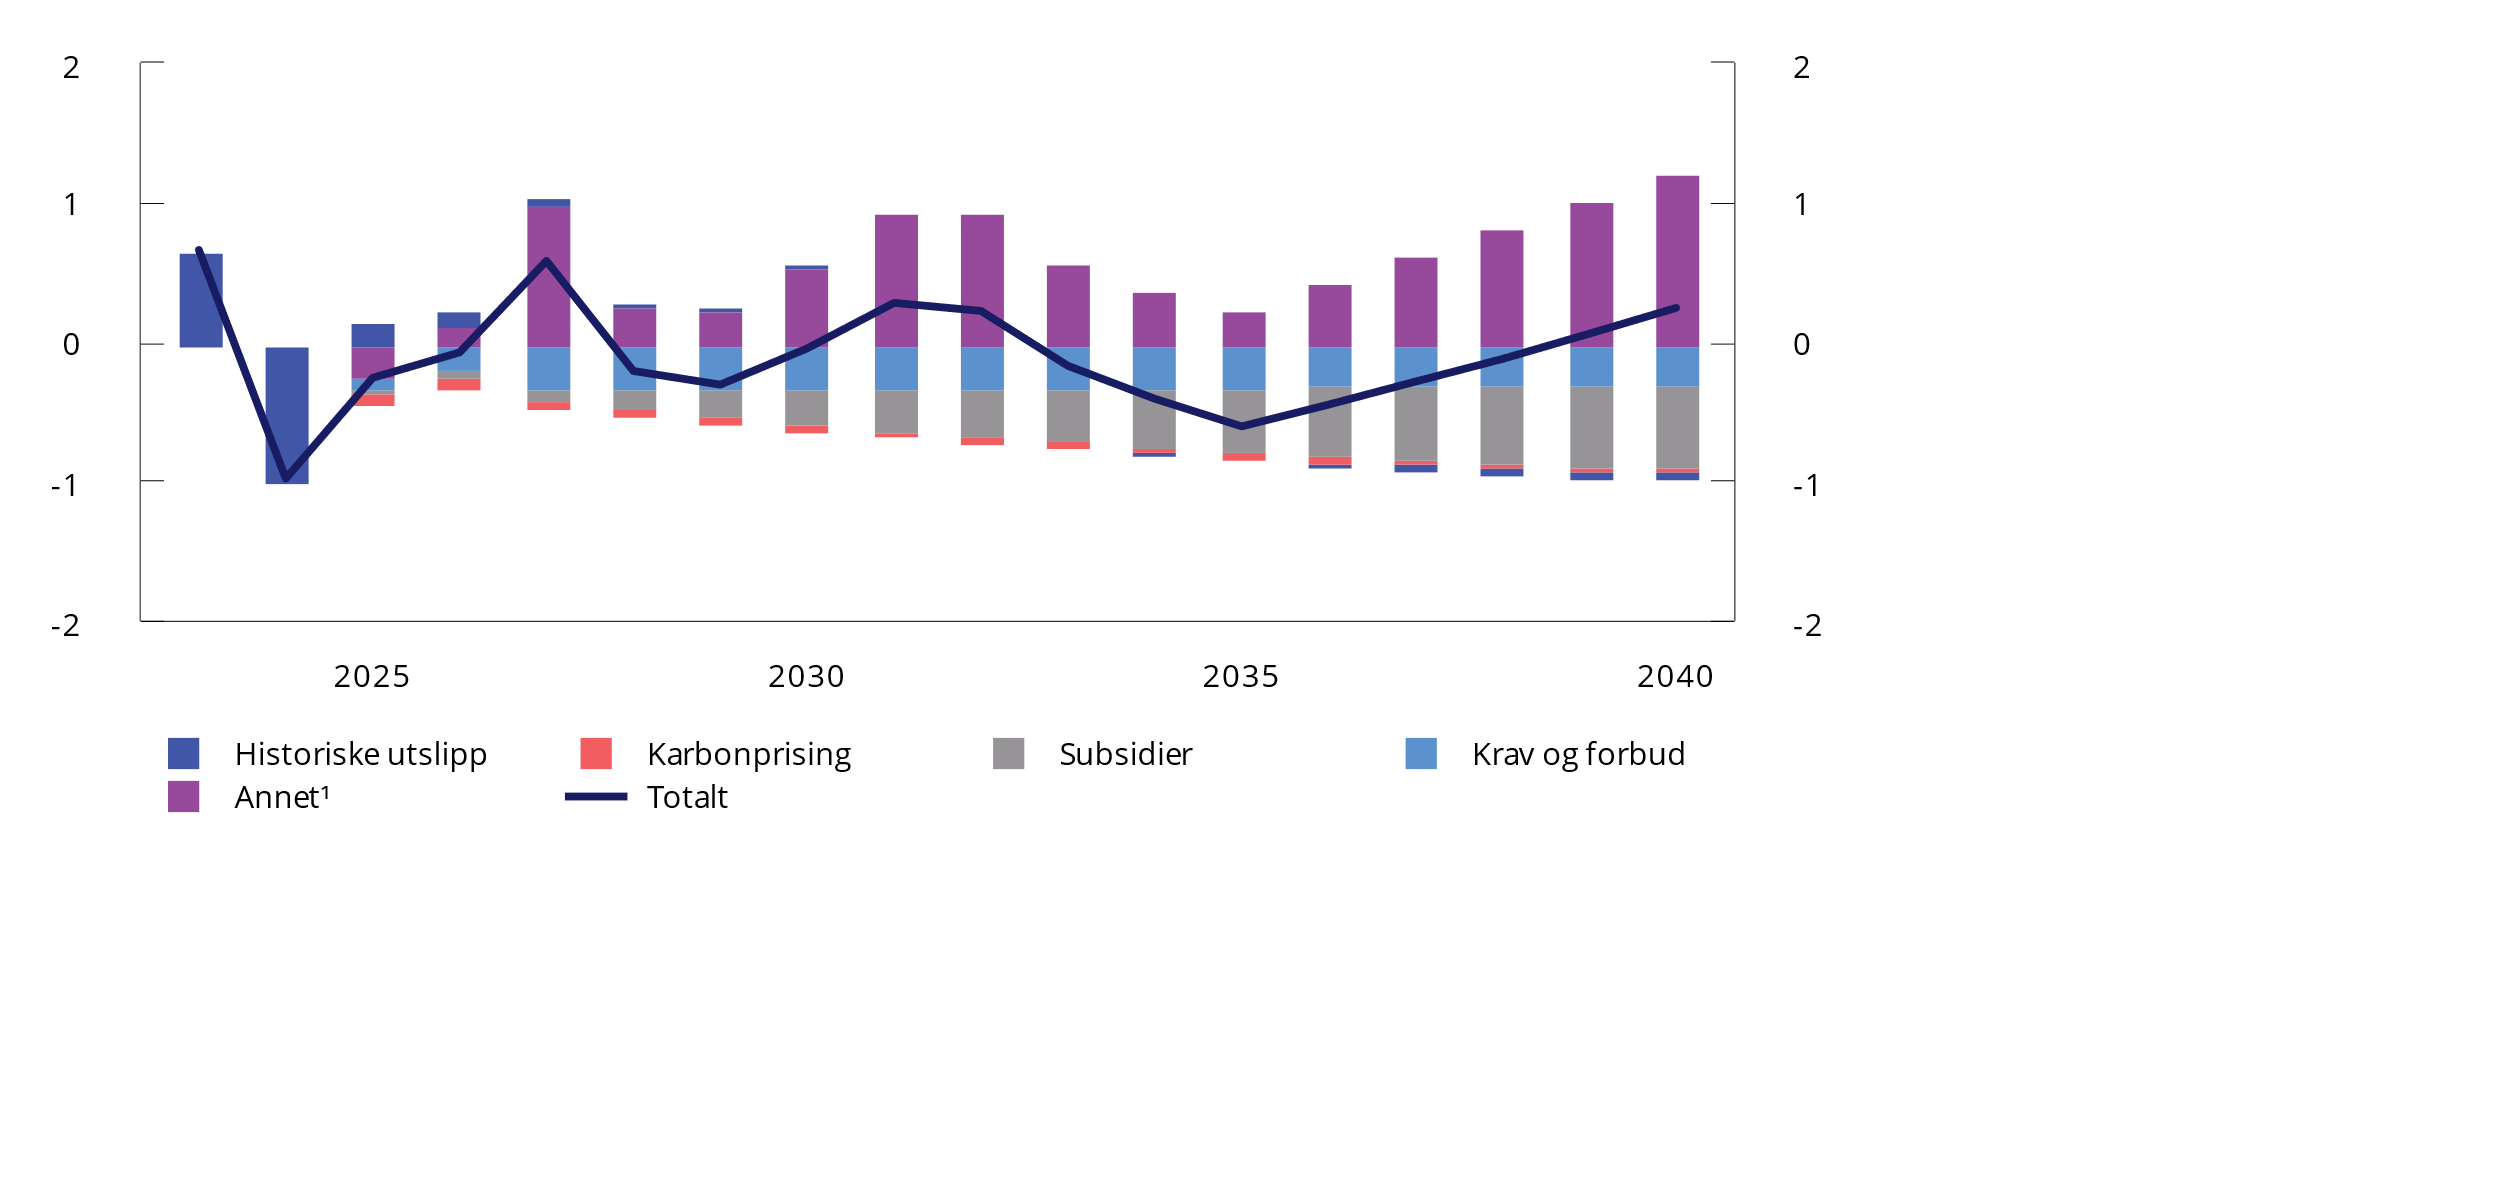 2 2
1 1
0 0
-1 -1
-2 -2
2025 2030 2035 2040
Historiske utslipp Karbonprising Subsidier Krav og forbud
Annet¹ Totalt